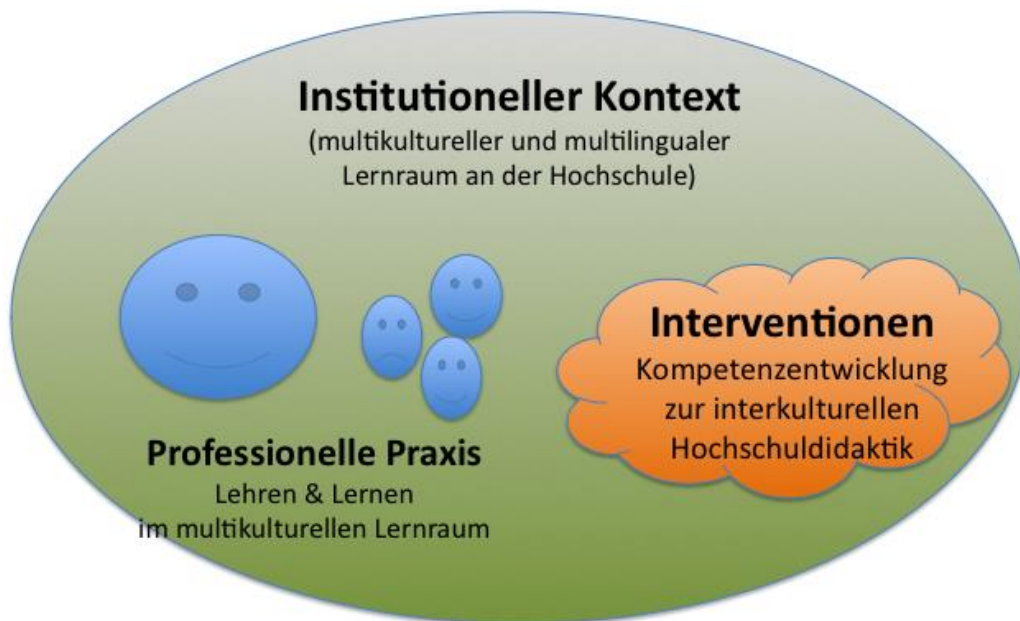 Institutioneller Kontext
(multikultureller und multilingualer
Lernraum an der Hochschule)
Interventionen
Kompetenzentwicklung
zur interkulturellen
Hochschuldidaktik
Professionelle Praxis
Lehren & Lernen
im multikulturellen Lernraum